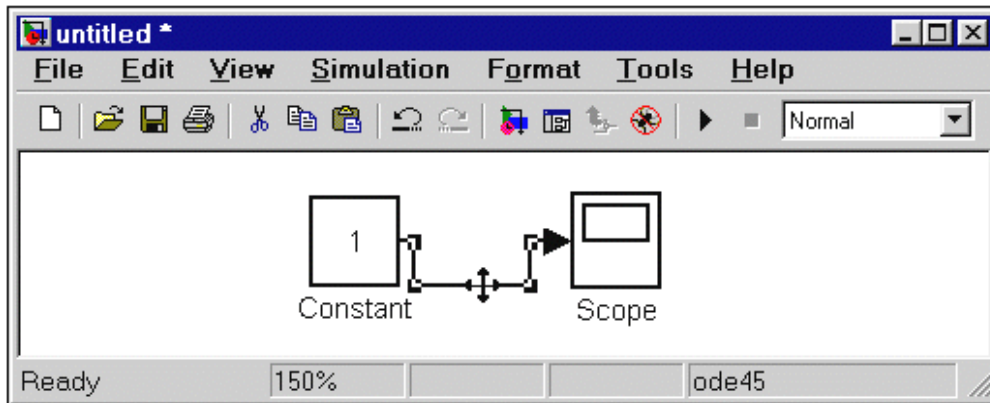 untitled *
File Edit View Simulation Format Tools Help
Normal
1
Constant Scope
Ready 150% ode45